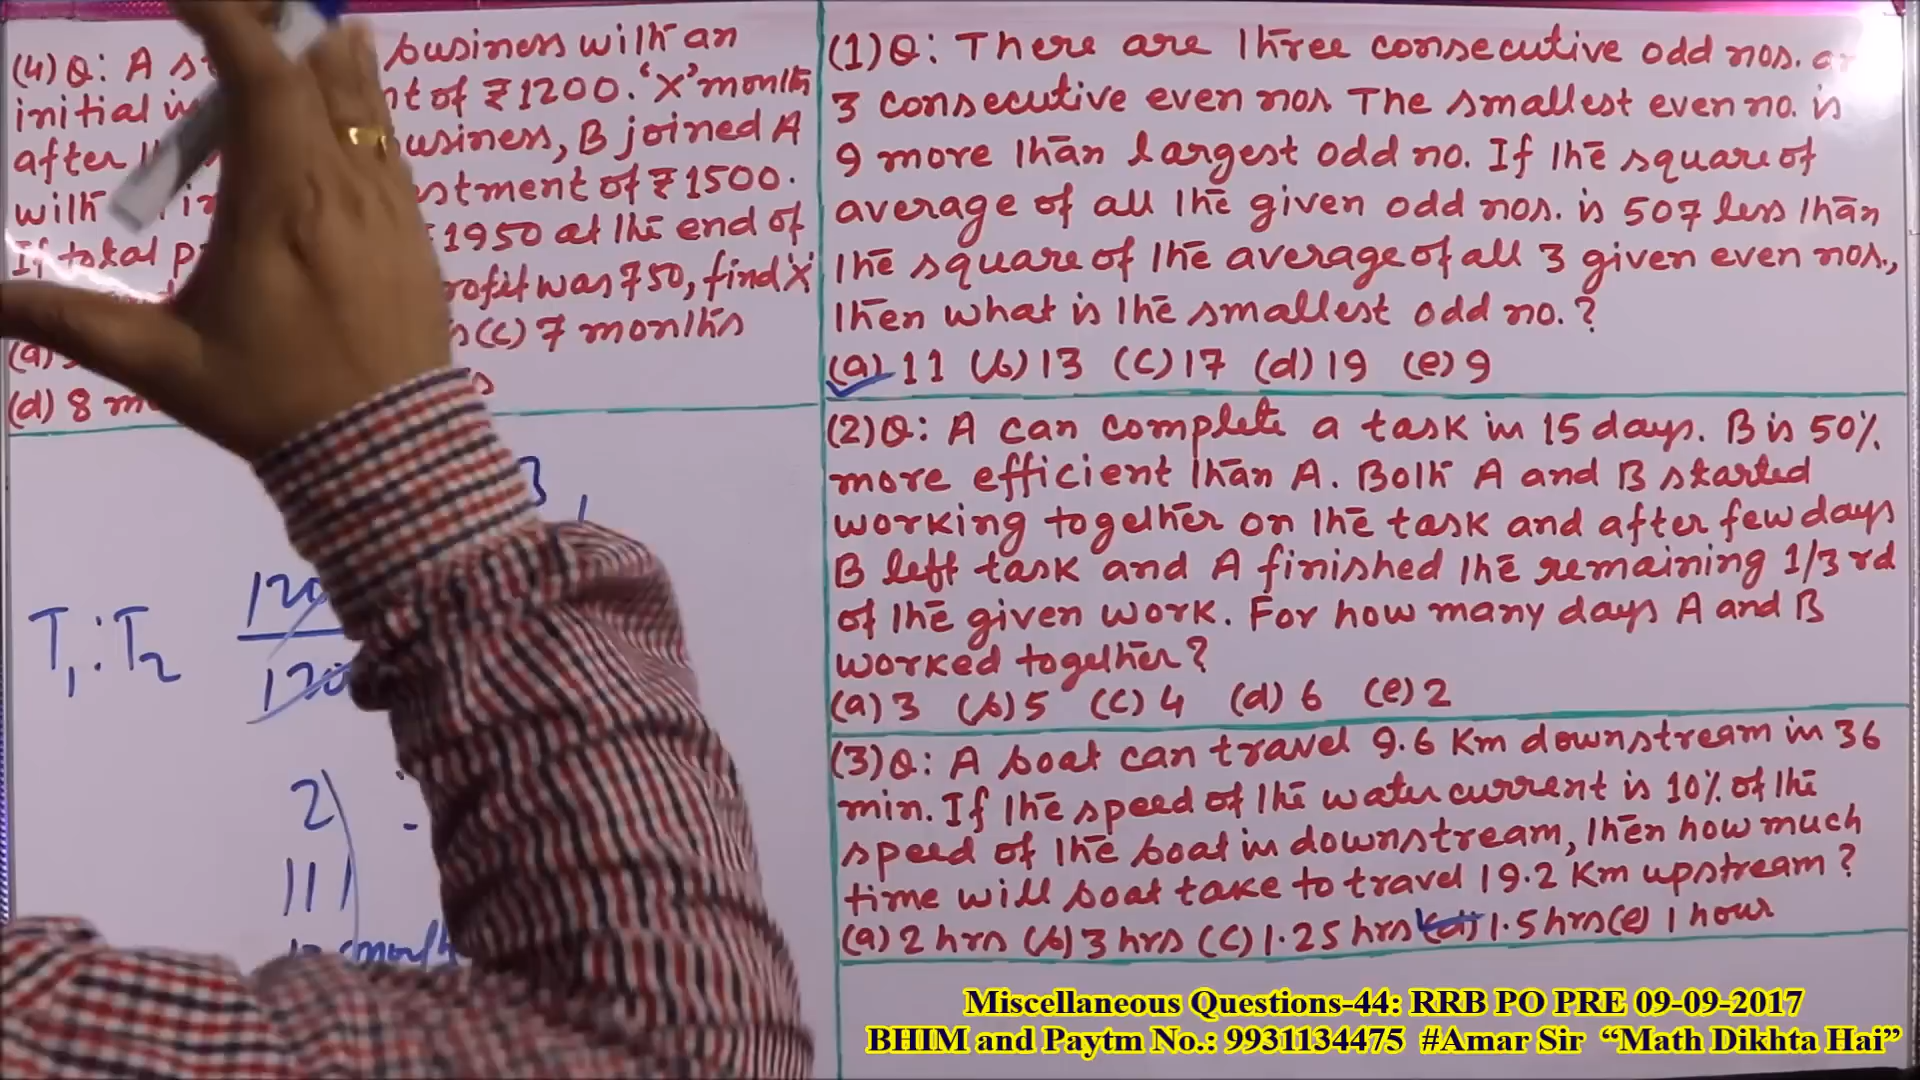 (4)Q: A s business with an
initial in nt of ₹1200. 'X' month
after usiness, B joined A
with in stment of ₹1500.
If total p 1950 at the end of
rofit was 750, find 'X'
(c) 7 months
(d) 8 m
T₁:T₂
2
(1)Q: There are three consecutive odd nos. an
3 consecutive even nos The smallest even no. is
9 more than largest odd no. If the square of
average of all the given odd nos. is 507 less than
the square of the average of all 3 given even nos.,
then what is the smallest odd no.?
(a) 11 (b) 13 (c) 17 (d) 19 (e) 9
(2)Q: A can complete a task in 15 days. B is 50%
more efficient than A. Both A and B started
working together on the task and after few days
B left task and A finished the remaining 1/3 rd
of the given work. For how many days A and B
worked together?
(a) 3 (b) 5 (c) 4 (d) 6 (e) 2
(3)Q: A boat can travel 9.6 Km downstream in 36
min. If the speed of the water current is 10% of the
speed of the boat in downstream, then how much
time will boat take to travel 19.2 Km upstream?
(a) 2 hrs (b) 3 hrs (c) 1.25 hrs (d) 1.5 hrs (e) 1 hour
Miscellaneous Questions-44: RRB PO PRE 09-09-2017
BHIM and Paytm No.: 9931134475 #Amar Sir “Math Dikhta Hai”